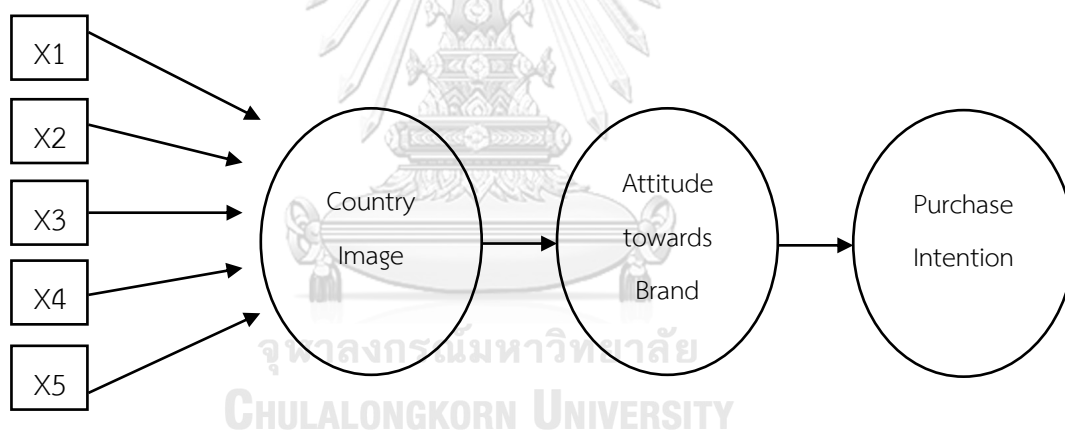 X1
X2
X3
X4
X5
Country
Image
Attitude
towards
Brand
Purchase
Intention
จุฬาลงกรณ์มหาวิทยาลัย
CHULALONGKORN UNIVERSITY